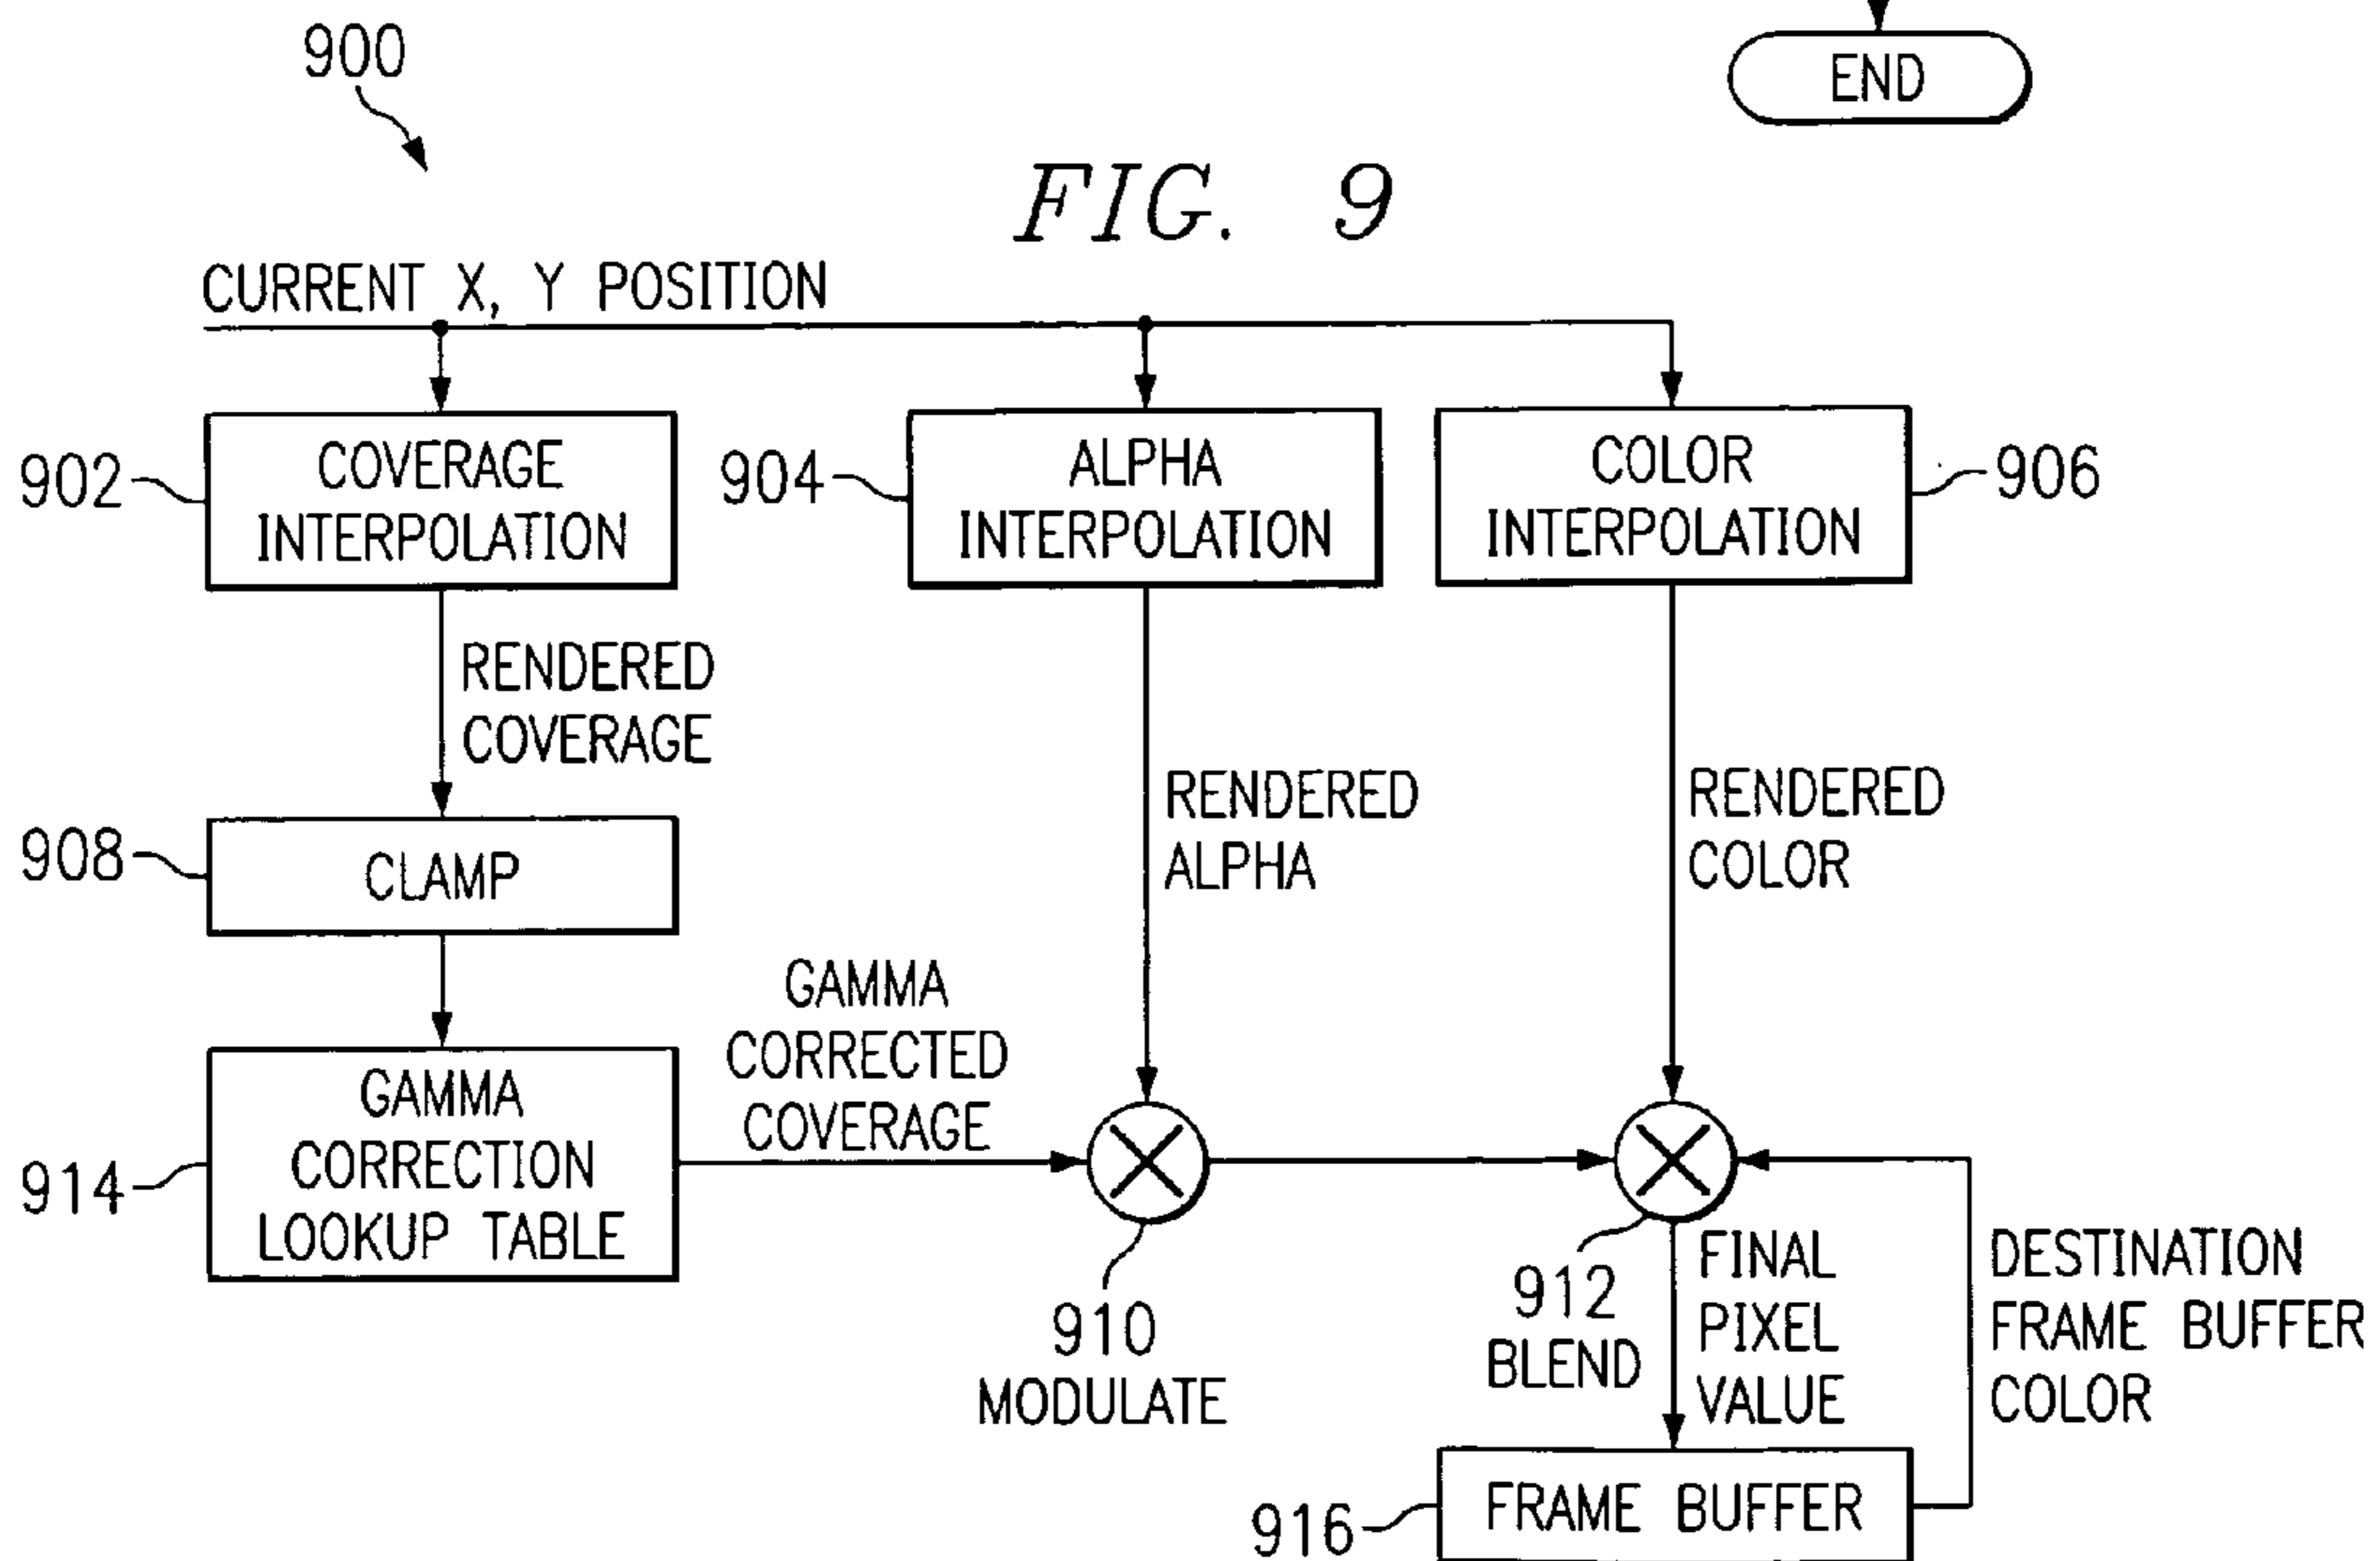 900
END
FIG. 9
CURRENT X, Y POSITION
902
COVERAGE
INTERPOLATION
904
ALPHA
INTERPOLATION
COLOR
INTERPOLATION
906
RENDERED
COVERAGE
908
CLAMP
RENDERED
ALPHA
RENDERED
COLOR
914
GAMMA
CORRECTION
LOOKUP TABLE
GAMMA
CORRECTED
COVERAGE
910
MODULATE
912
BLEND
FINAL
PIXEL
VALUE
DESTINATION
FRAME BUFFER
COLOR
916
FRAME BUFFER